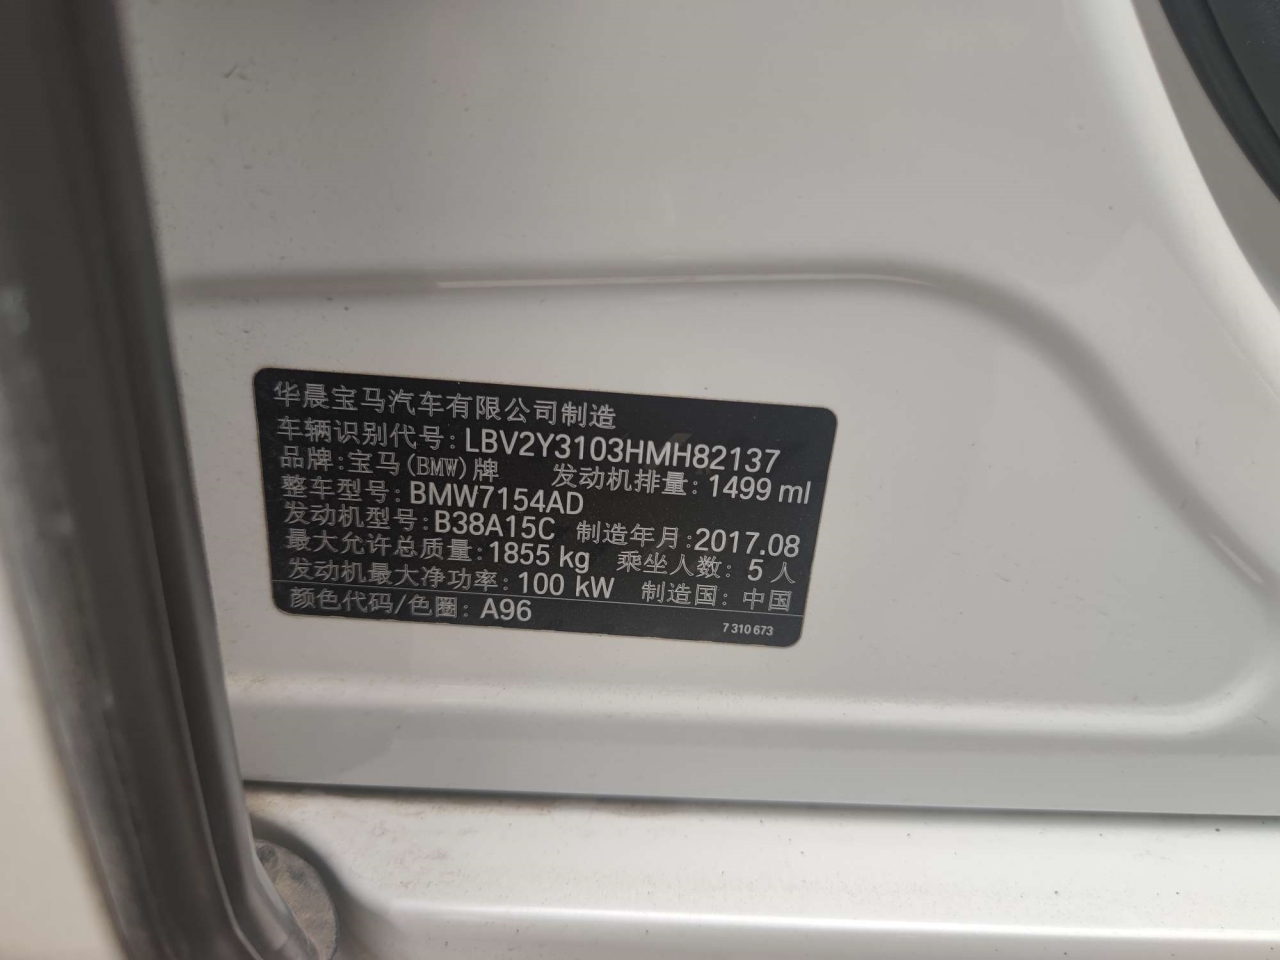 华晨宝马汽车有限公司制造
车辆识别代号: LBV2Y3103HMH82137
品牌: 宝马(BMW)牌 发动机排量: 1499 ml
整车型号: BMW7154AD
发动机型号: B38A15C 制造年月: 2017.08
最大允许总质量: 1855 kg 乘坐人数: 5 人
发动机最大净功率: 100 kW 制造国: 中国
颜色代码/色圈: A96
7 310 673